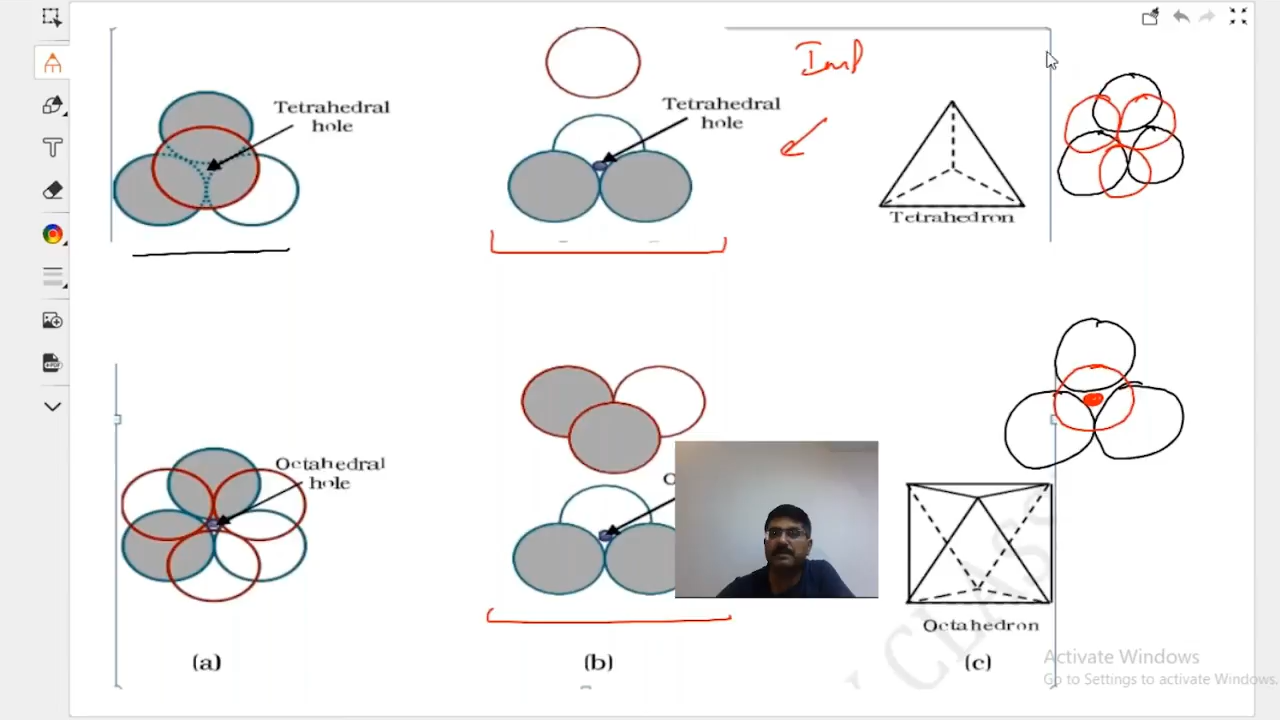 Imp
Tetrahedral
hole
Tetrahedral
hole
Tetrahedron
Octahedral
hole
Octahedron
(a)
(b)
(c)
Activate Windows
Go to Settings to activate Windows.